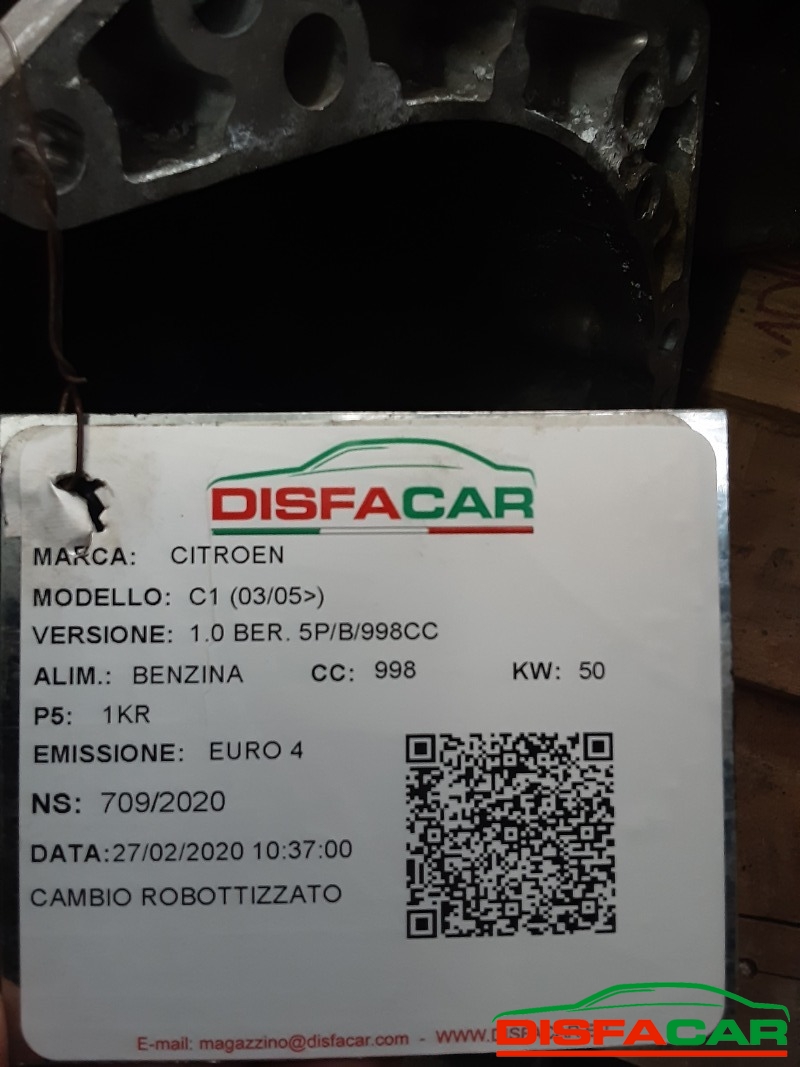 DISFACAR
MARCA: CITROEN
MODELLO: C1 (03/05>)
VERSIONE: 1.0 BER. 5P/B/998CC
ALIM.: BENZINA CC: 998 KW: 50
P5: 1KR
EMISSIONE: EURO 4
NS: 709/2020
DATA:27/02/2020 10:37:00
CAMBIO ROBOTTIZZATO
E-mail: magazzino@disfacar.com - www.
DISFACAR